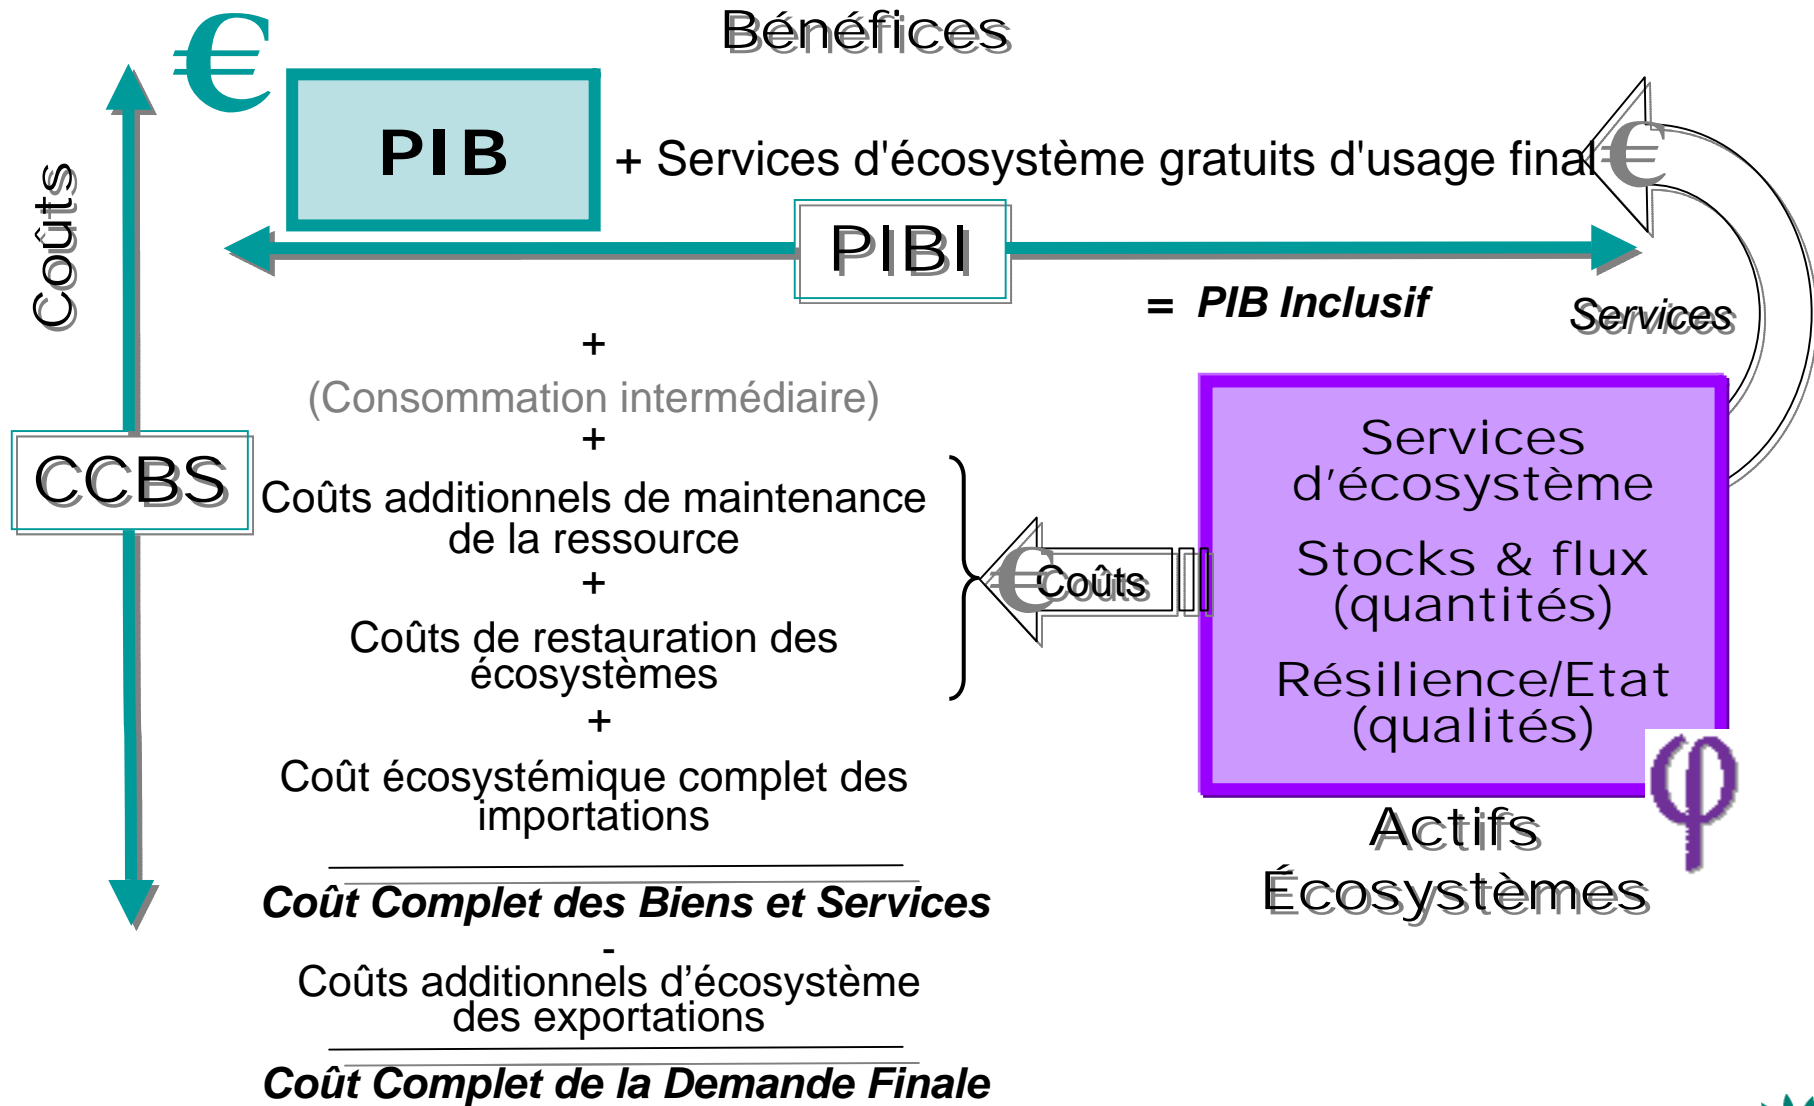 Bénéfices
€
PIB
+ Services d'écosystème gratuits d'usage final
€
Coûts
PIBI
= PIB Inclusif
Services
+
(Consommation intermédiaire)
+
CCBS
Coûts additionnels de maintenance
de la ressource
+
Coûts de restauration des
écosystèmes
+
Coût écosystémique complet des
importations
Coût Complet des Biens et Services
-
Coûts additionnels d’écosystème
des exportations
Coût Complet de la Demande Finale
€ Coûts
Services
d’écosystème
Stocks & flux
(quantités)
Résilience/Etat
(qualités)
φ
Actifs
Écosystèmes